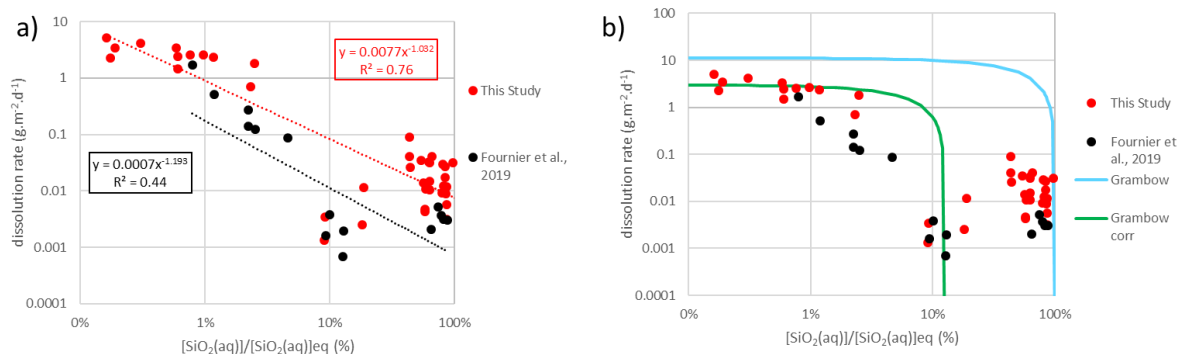 a)
10
1
0.1
0.01
0.001
0.0001
dissolution rate (g.m⁻².d⁻¹)
0%
1%
10%
100%
[SiO₂(aq)]/[SiO₂(aq)]eq (%)
y = 0.0077x⁻¹·⁰³²
R² = 0.76
y = 0.0007x⁻¹·¹⁹³
R² = 0.44
This Study
Fournier et al.,
2019
b)
100
10
1
0.1
0.01
0.001
0.0001
dissolution rate (g.m⁻².d⁻¹)
0%
1%
10%
100%
[SiO₂(aq)]/[SiO₂(aq)]eq (%)
This Study
Fournier et
al., 2019
Grambow
Grambow
corr